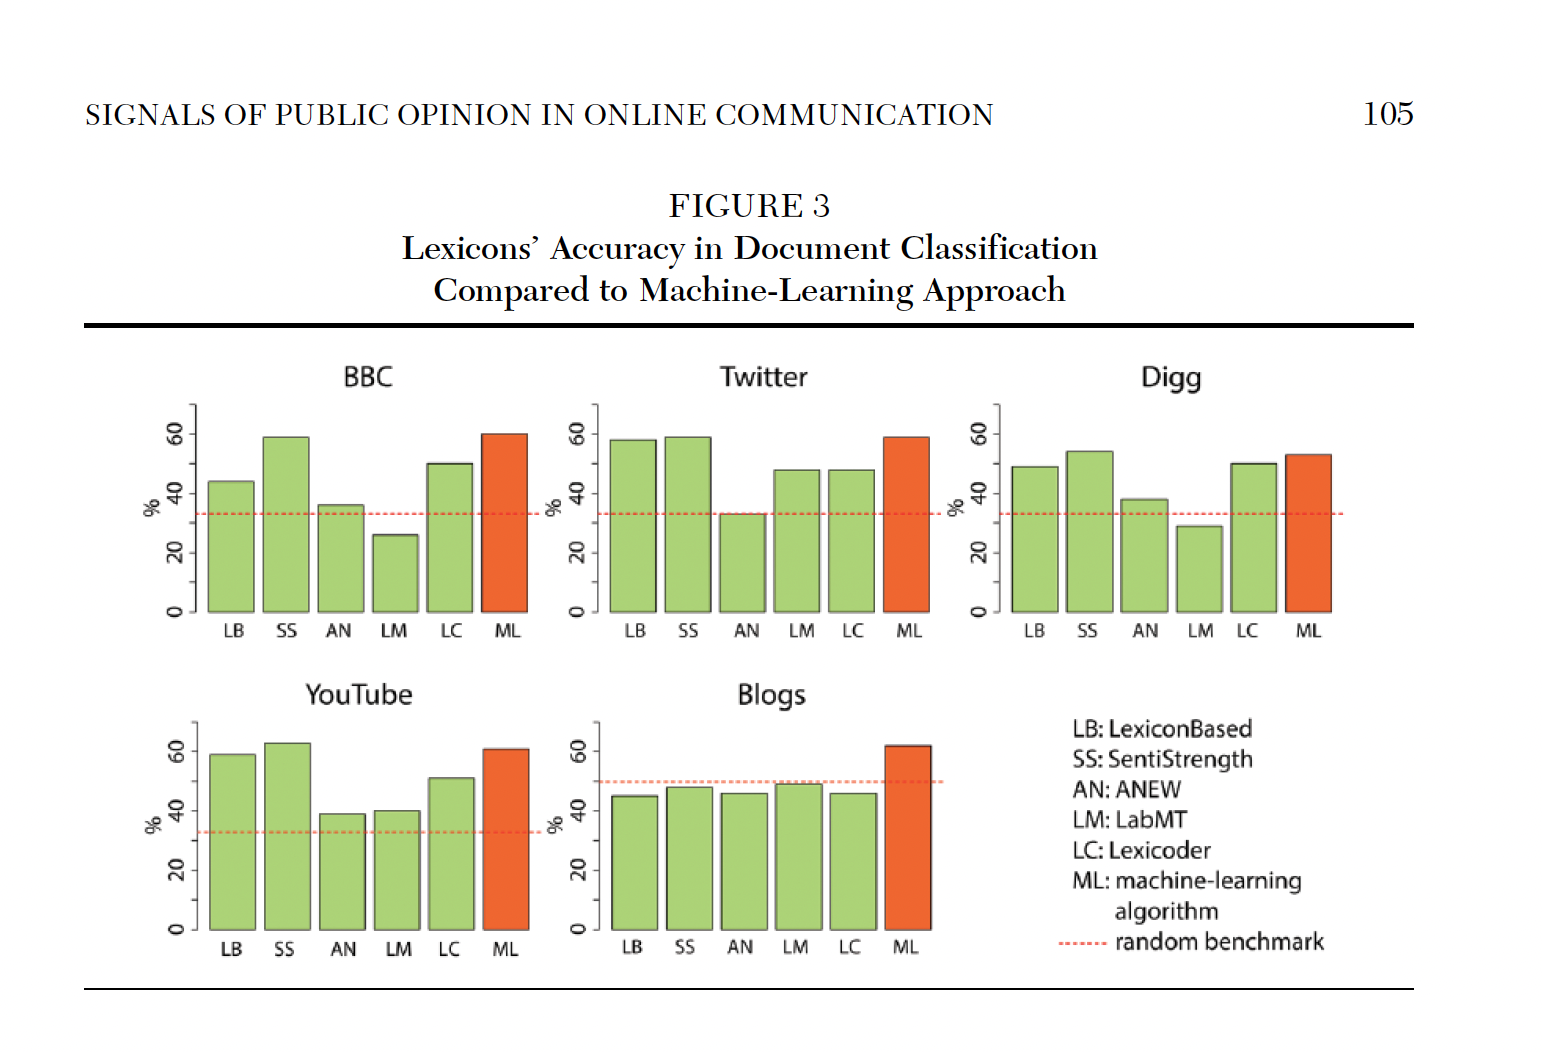 SIGNALS OF PUBLIC OPINION IN ONLINE COMMUNICATION 105
FIGURE 3
Lexicons’ Accuracy in Document Classification
Compared to Machine-Learning Approach
BBC
%
60
40
20
0
LB SS AN LM LC ML
Twitter
%
60
40
20
0
LB SS AN LM LC ML
Digg
%
60
40
20
0
LB SS AN LM LC ML
YouTube
%
60
40
20
0
LB SS AN LM LC ML
Blogs
%
60
40
20
0
LB SS AN LM LC ML
LB: LexiconBased
SS: SentiStrength
AN: ANEW
LM: LabMT
LC: Lexicoder
ML: machine-learning
algorithm
random benchmark